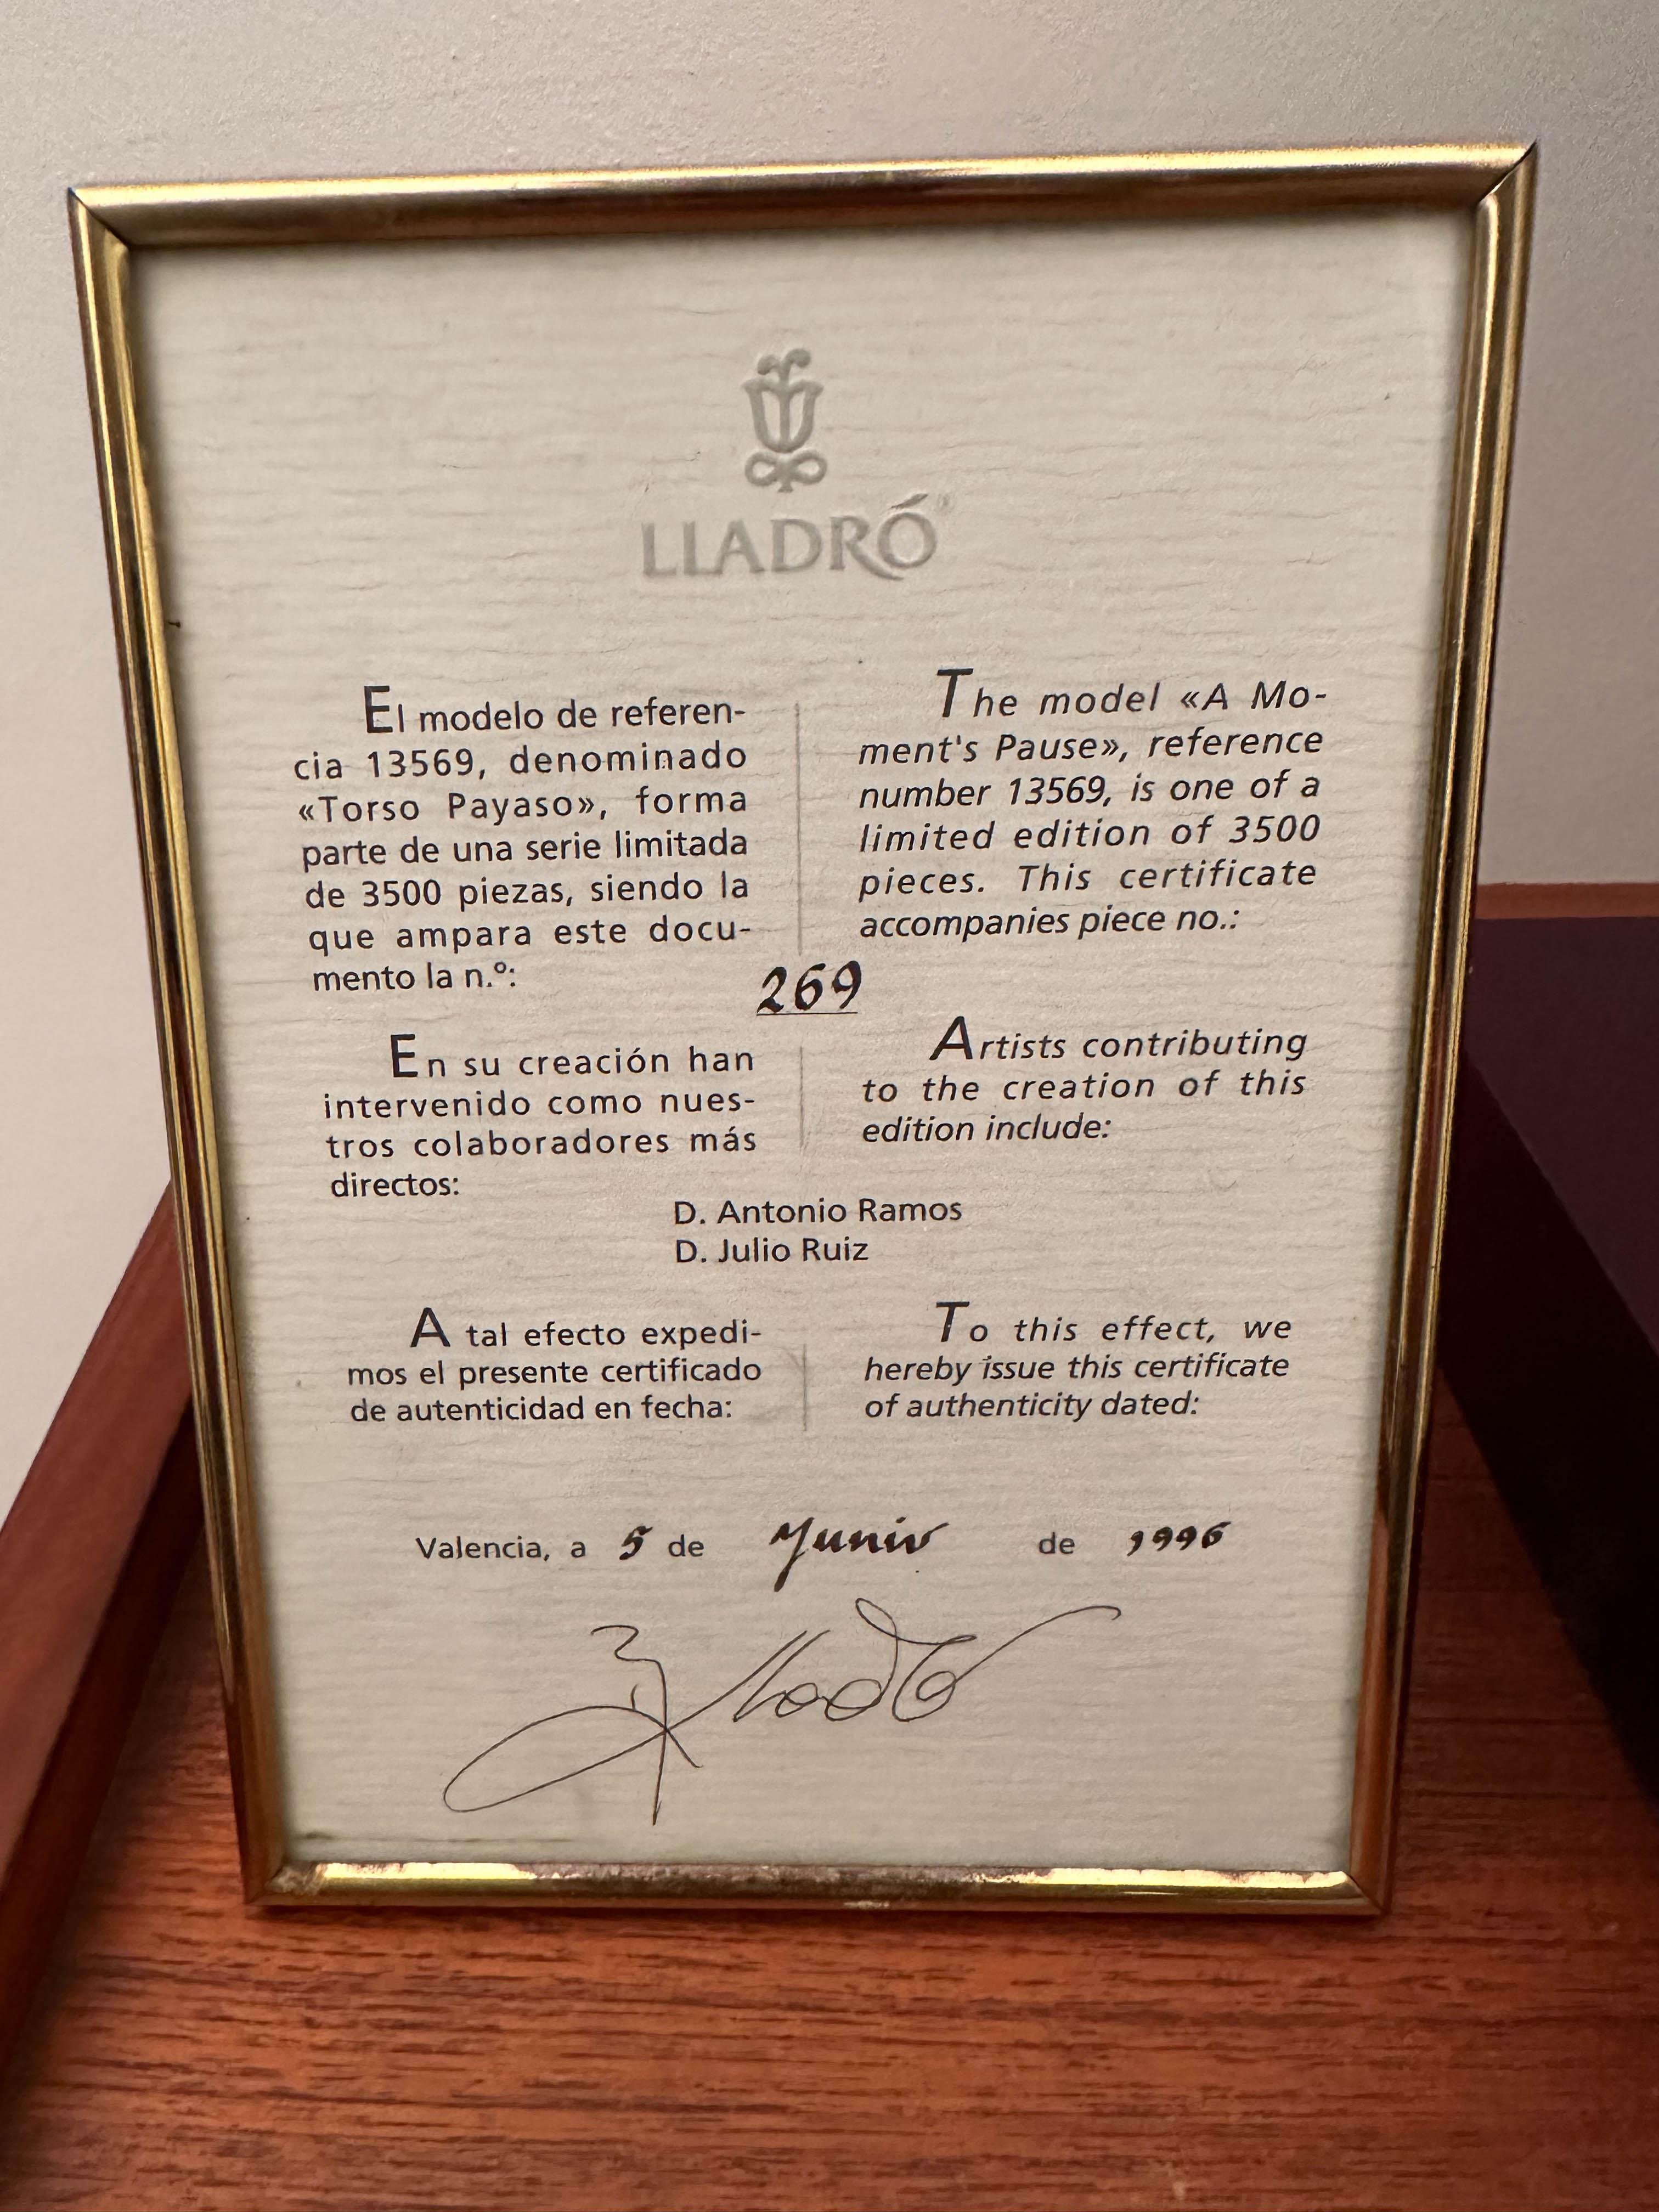 LLADRÓ®
El modelo de referen-
cia 13569, denominado
«Torso Payaso», forma
parte de una serie limitada
de 3500 piezas, siendo la
que ampara este docu-
mento la n.º:
The model «A Mo-
ment's Pause», reference
number 13569, is one of a
limited edition of 3500
pieces. This certificate
accompanies piece no.:
269
En su creación han
intervenido como nues-
tros colaboradores más
directos:
Artists contributing
to the creation of this
edition include:
D. Antonio Ramos
D. Julio Ruiz
A tal efecto expedi-
mos el presente certificado
de autenticidad en fecha:
To this effect, we
hereby issue this certificate
of authenticity dated:
Valencia, a 5 de Junio de 1996
Lladró